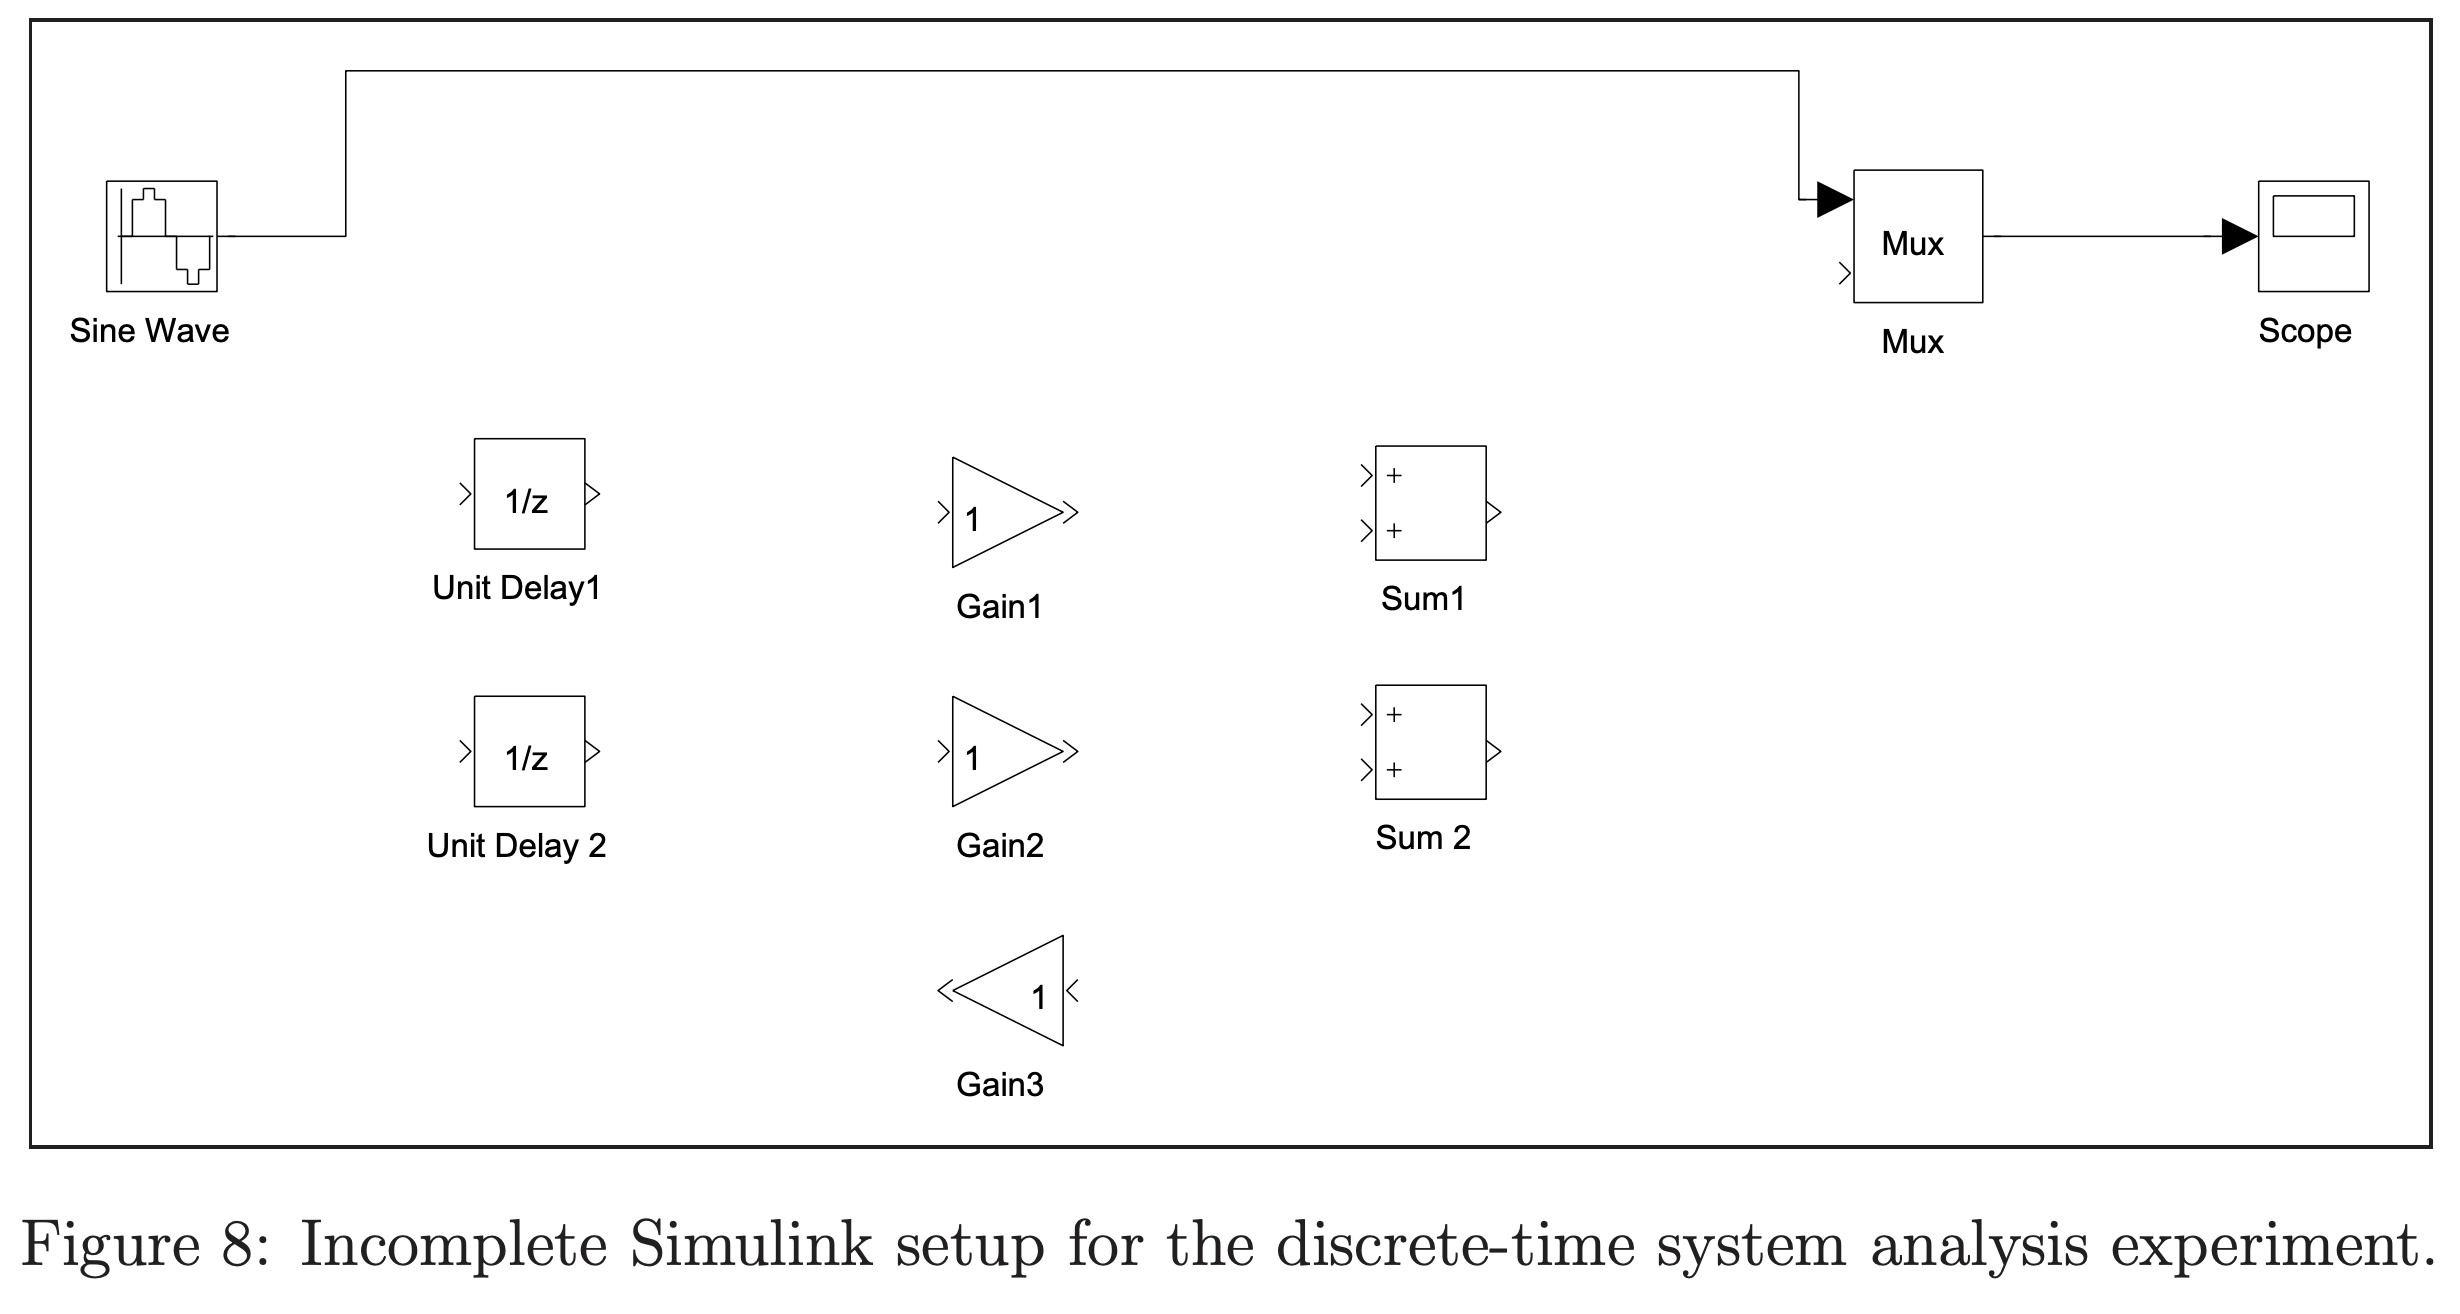 Mux
Sine Wave
Mux
Scope
1/z
1
+
+
Unit Delay1
Gain1
Sum1
1/z
1
+
+
Unit Delay 2
Gain2
Sum 2
1
Gain3
Figure 8: Incomplete Simulink setup for the discrete-time system analysis experiment.